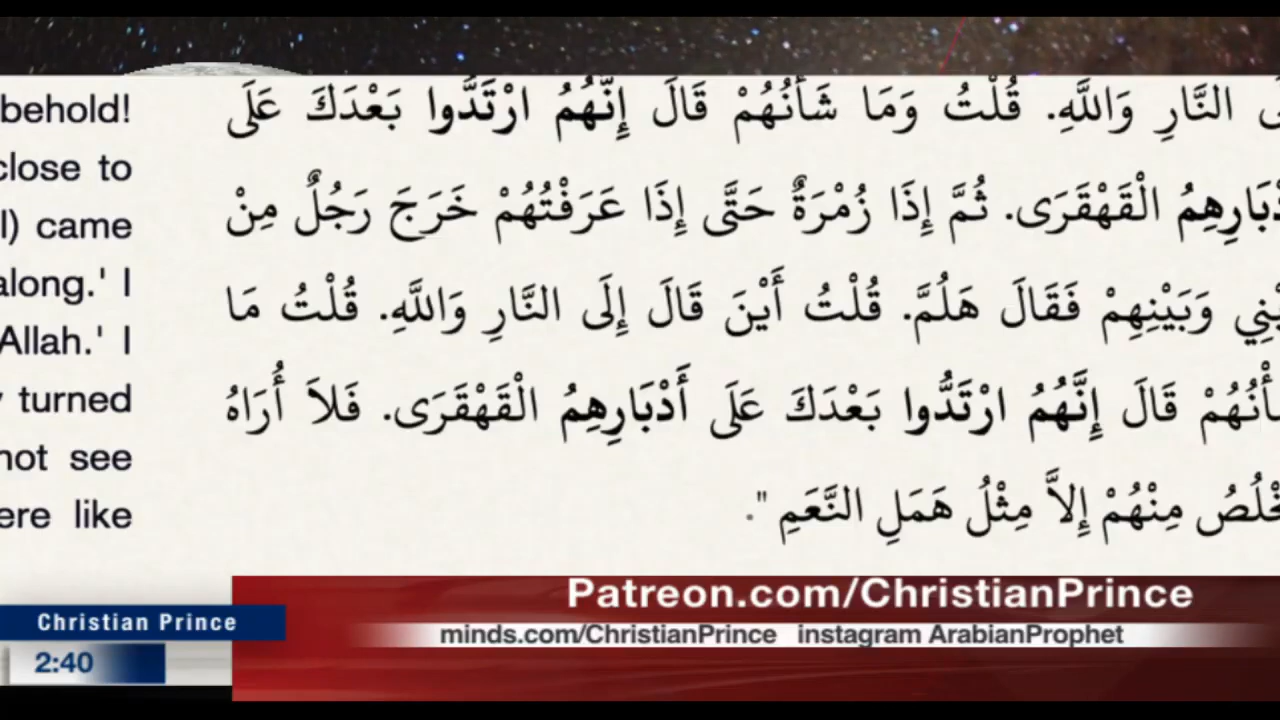 behold!
close to
came
along.' I
Allah.' I
turned
not see
ere like
النَّارِ وَاللَّهِ. قُلْتُ وَمَا شَأْنُهُمْ قَالَ إِنَّهُمُ ارْتَدُّوا بَعْدَكَ عَلَى
الْقَهْقَرَى. ثُمَّ إِذَا زُمْرَةٌ حَتَّى إِذَا عَرَفْتُهُمْ خَرَجَ رَجُلٌ مِنْ
وَبَيْنِهِمْ فَقَالَ هَلُمَّ. قُلْتُ أَيْنَ قَالَ إِلَى النَّارِ وَاللَّهِ. قُلْتُ مَا
قَالَ إِنَّهُمُ ارْتَدُّوا بَعْدَكَ عَلَى أَدْبَارِهِمُ الْقَهْقَرَى. فَلاَ أُرَاهُ
مِنْهُمْ إِلاَّ مِثْلُ هَمَلِ النَّعَمِ ".
Patreon.com/ChristianPrince
Christian Prince
minds.com/ChristianPrince instagram ArabianProphet
2:40